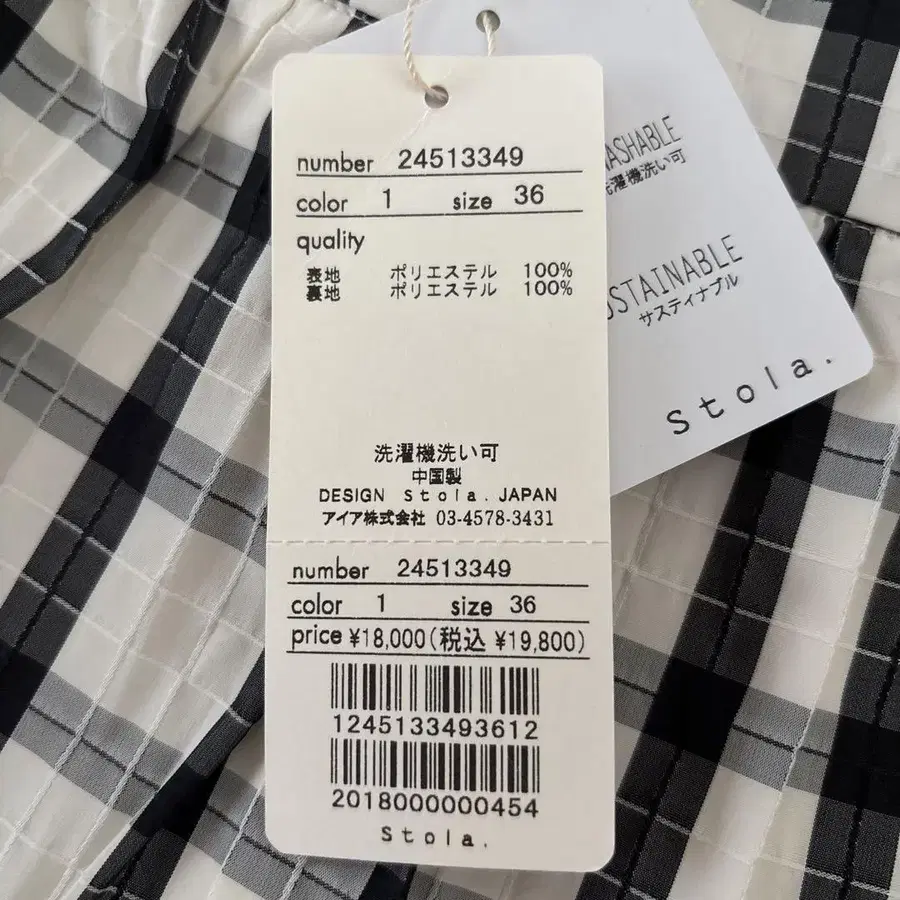 number 24513349
color 1 size 36
quality
表地 ポリエステル 100%
裏地 ポリエステル 100%
洗濯機洗い可
中国製
DESIGN Stola. JAPAN
アイア株式会社 03-4578-3431
number 24513349
color 1 size 36
price ¥18,000(税込 ¥19,800)
1245133493612
2018000000454
Stola.
洗濯機洗い可
サスティナブル
Stola.